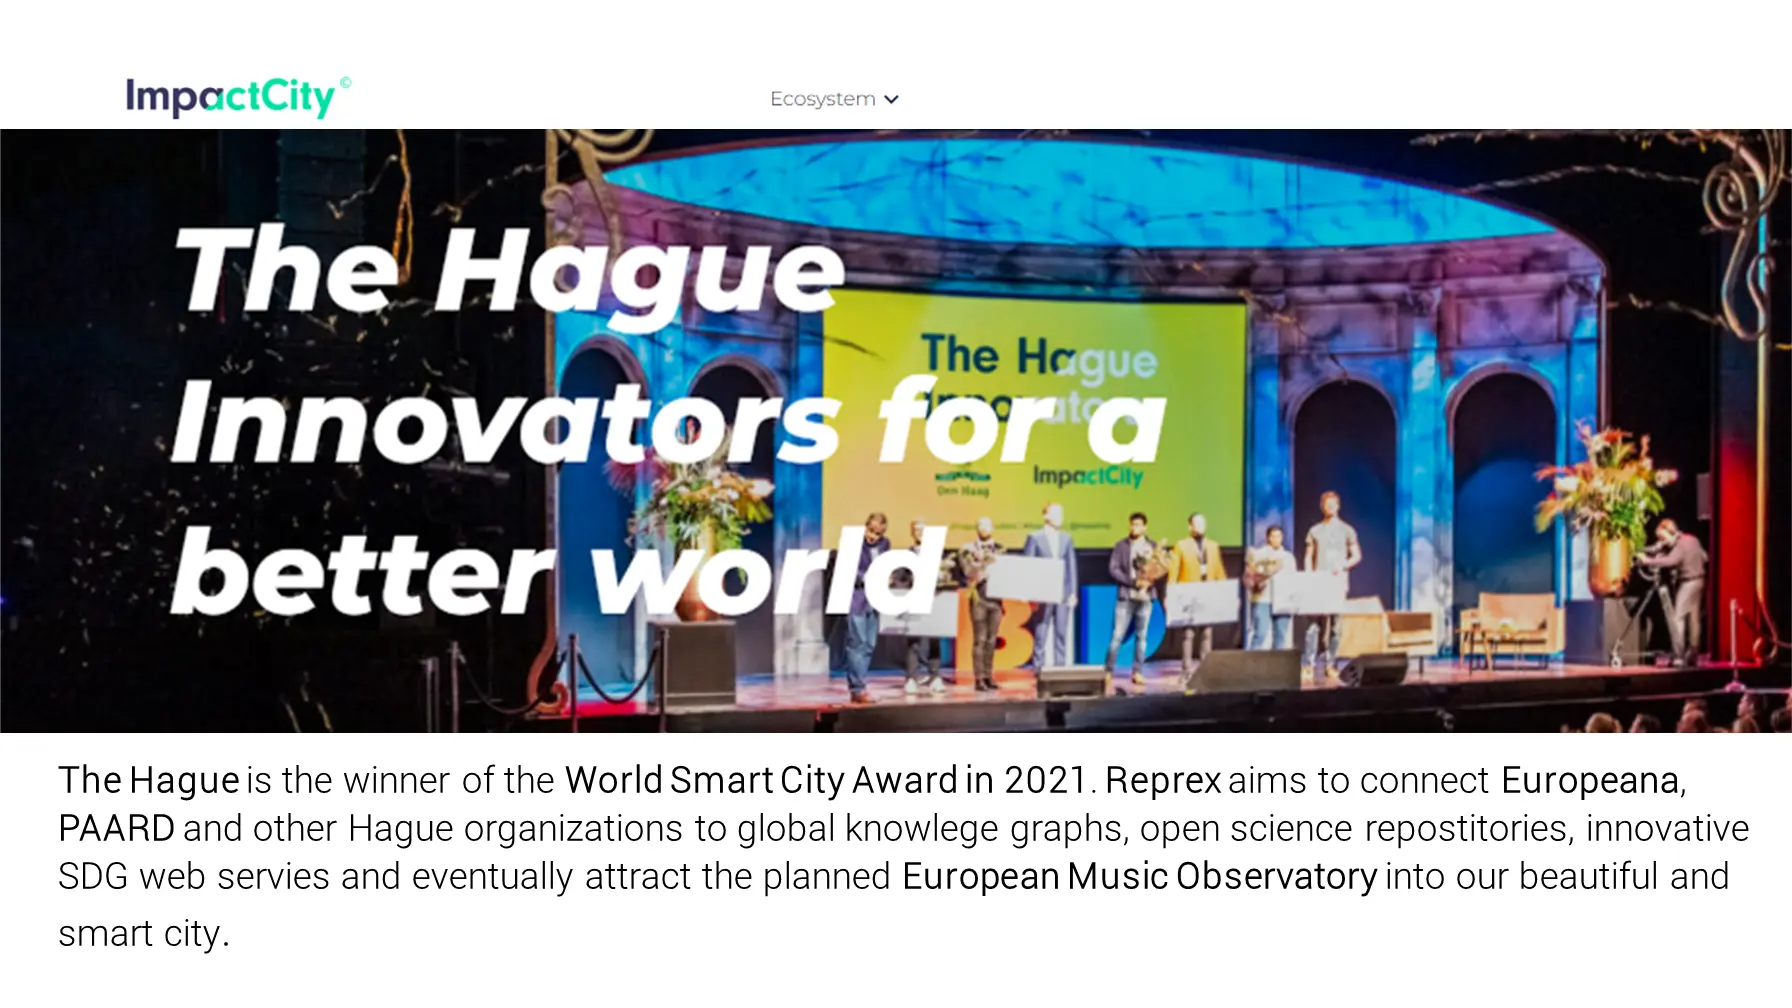 ImpactCity©
Ecosystem
The Hague
Innovators for a
better world
The Hague
Den Haag
ImpactCity
The Hague is the winner of the World Smart City Award in 2021. Reprex aims to connect Europeana,
PAARD and other Hague organizations to global knowlege graphs, open science repostitories, innovative
SDG web servies and eventually attract the planned European Music Observatory into our beautiful and
smart city.